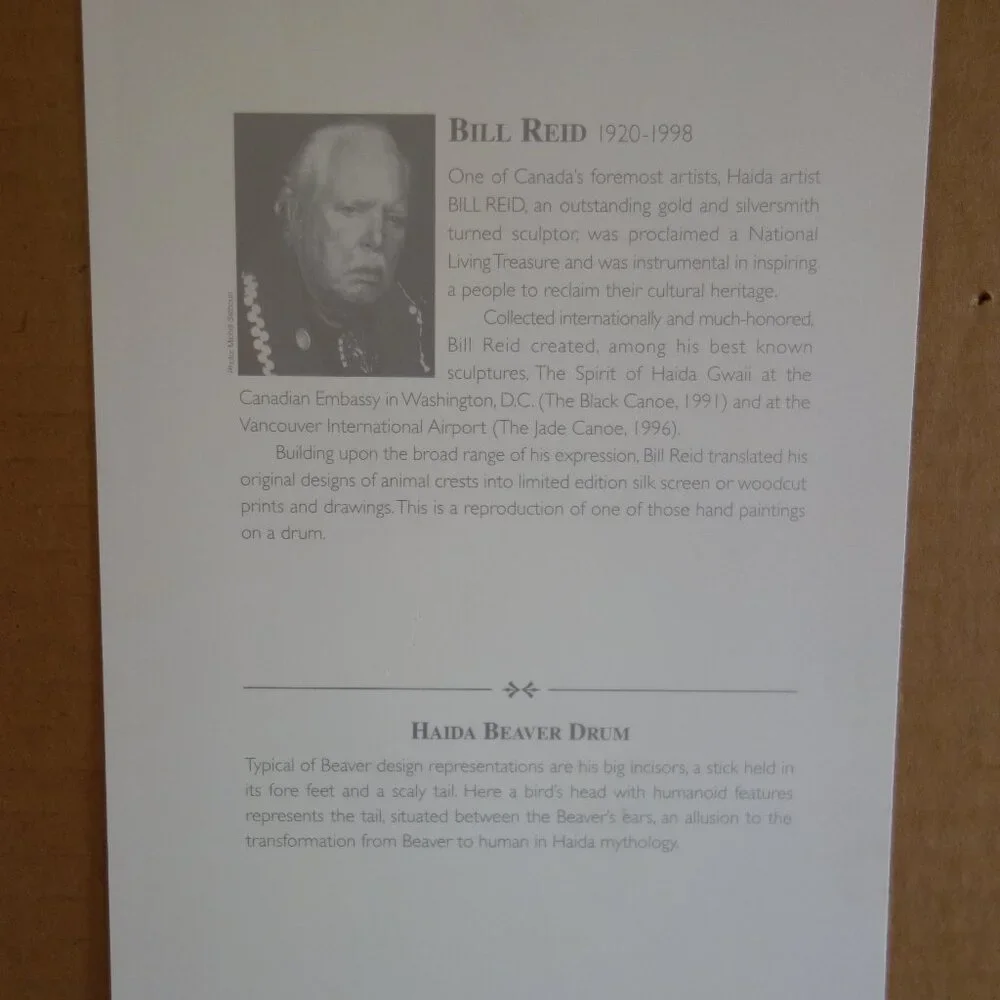 BILL REID 1920-1998
One of Canada's foremost artists, Haida artist
BILL REID, an outstanding gold and silversmith
turned sculptor, was proclaimed a National
Living Treasure and was instrumental in inspiring
a people to reclaim their cultural heritage.
Collected internationally and much-honored,
Bill Reid created, among his best known
sculptures, The Spirit of Haida Gwaii at the
Canadian Embassy in Washington, D.C. (The Black Canoe, 1991) and at the
Vancouver International Airport (The Jade Canoe, 1996).
Building upon the broad range of his expression, Bill Reid translated his
original designs of animal crests into limited edition silk screen or woodcut
prints and drawings. This is a reproduction of one of those hand paintings
on a drum.
HAIDA BEAVER DRUM
Typical of Beaver design representations are his big incisors, a stick held in
its fore feet and a scaly tail. Here a bird's head with humanoid features
represents the tail, situated between the Beaver's ears, an allusion to the
transformation from Beaver to human in Haida mythology.